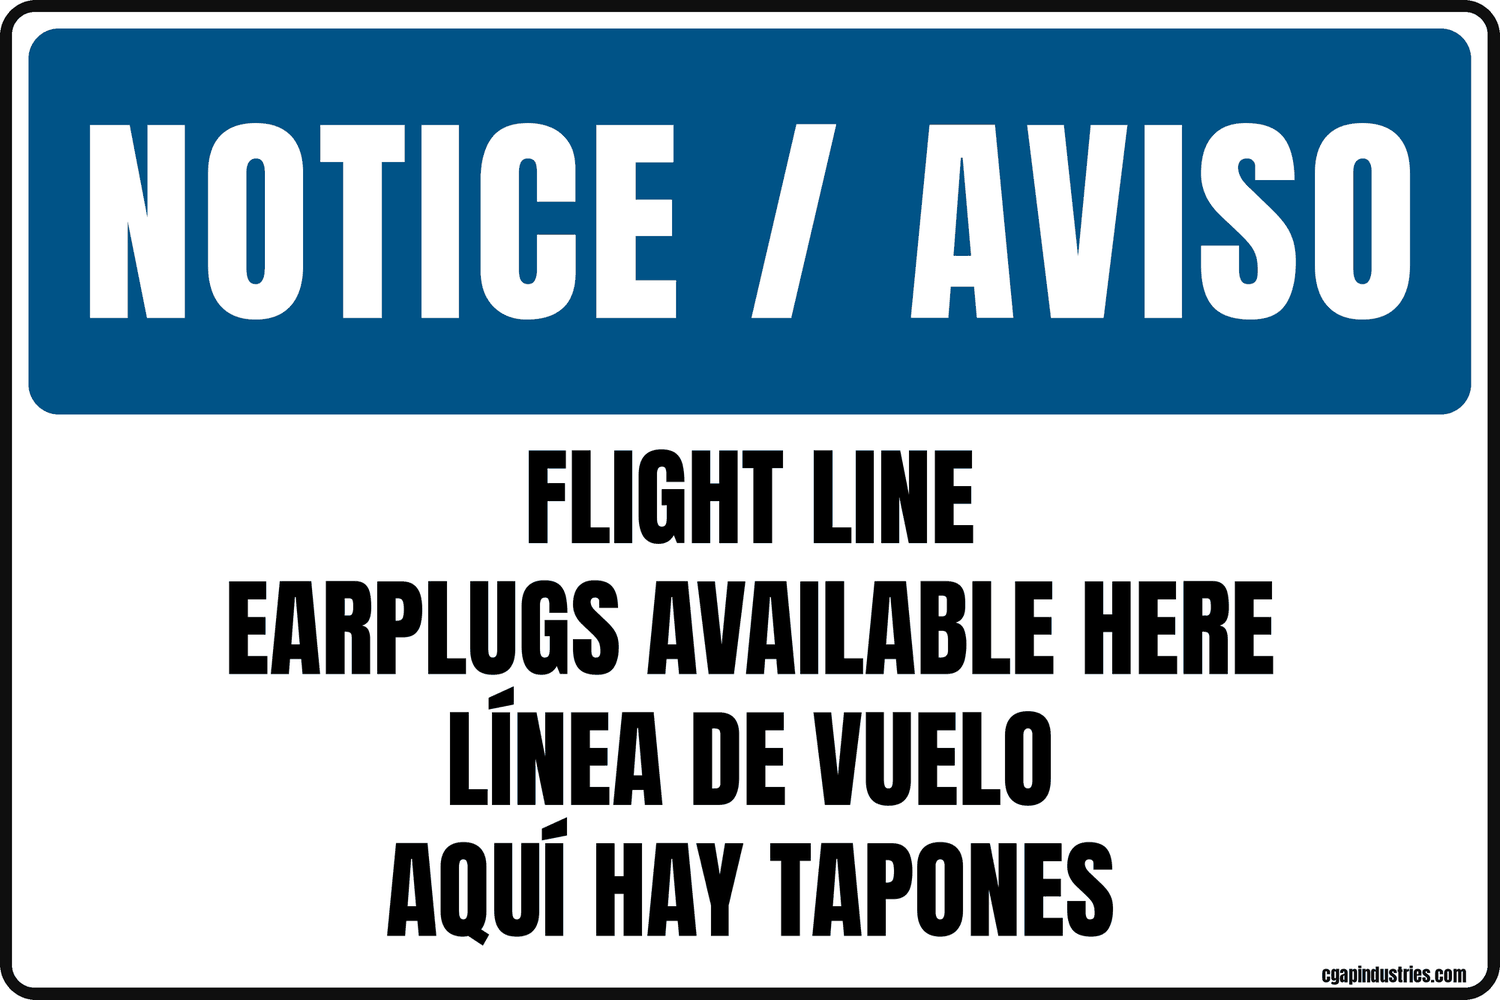 NOTICE / AVISO
FLIGHT LINE
EARPLUGS AVAILABLE HERE
LÍNEA DE VUELO
AQUÍ HAY TAPONES
cgapindustries.com